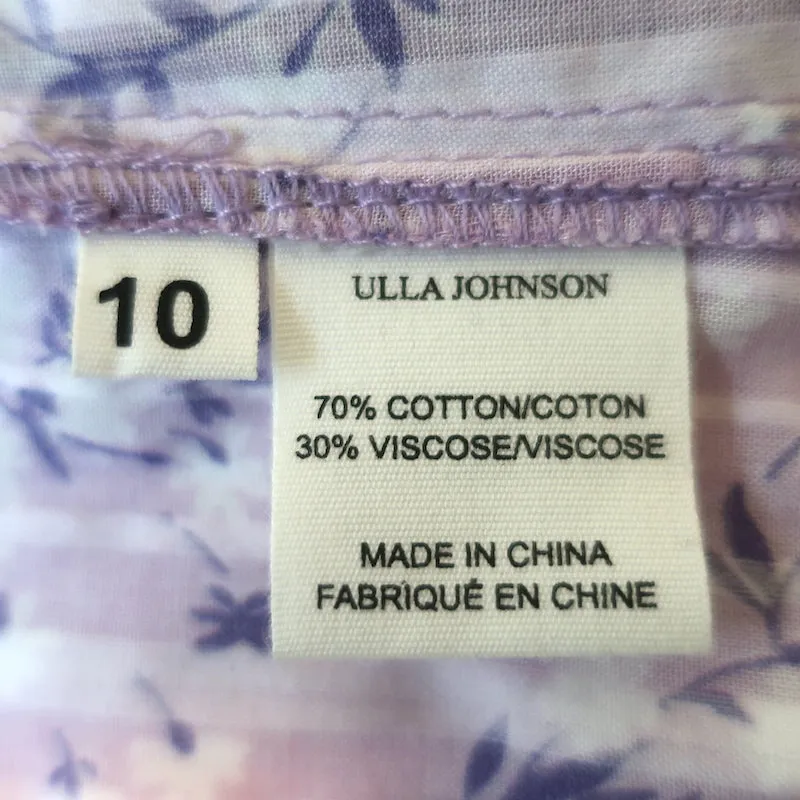 10
ULLA JOHNSON
70% COTTON/COTON
30% VISCOSE/VISCOSE
MADE IN CHINA
FABRIQUÉ EN CHINE